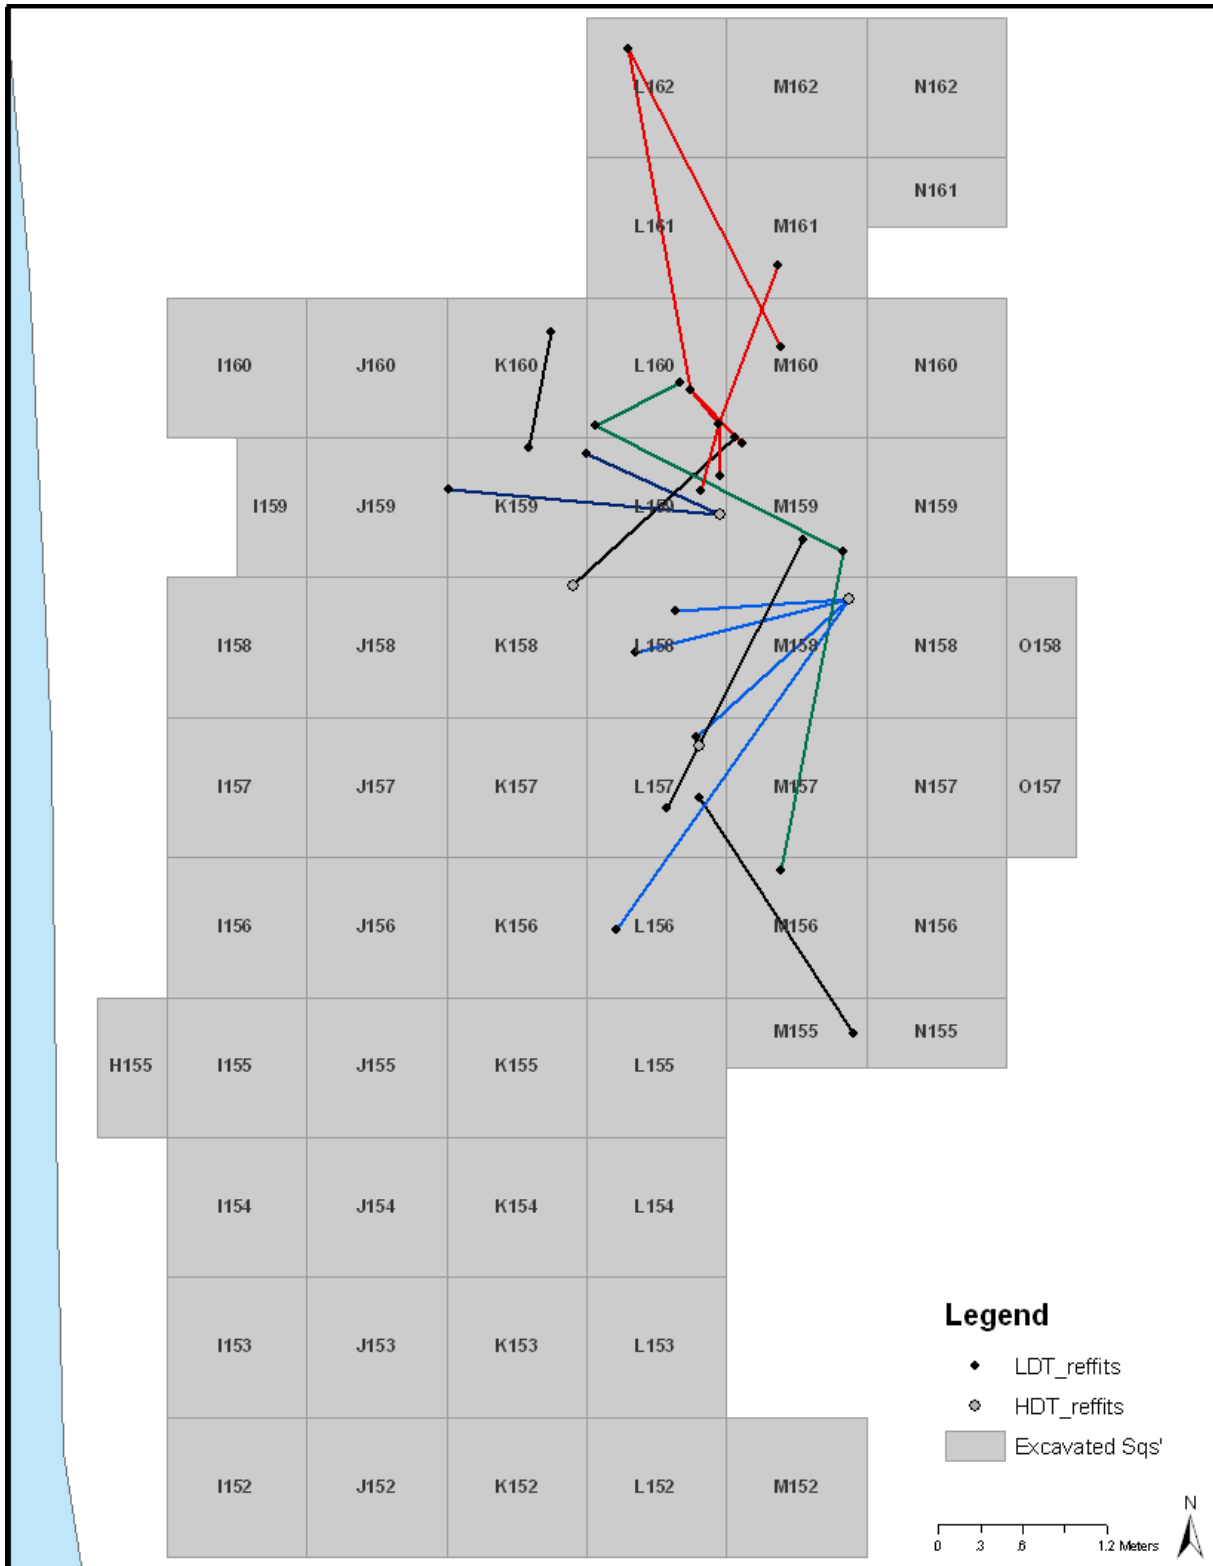 L162 M162 N162
N161
L161 M161
I160 J160 K160 L160 M160 N160
I159 J159 K159 L159 M159 N159
I158 J158 K158 L158 M158 N158 O158
I157 J157 K157 L157 M157 N157 O157
I156 J156 K156 L156 M156 N156
M155 N155
H155 I155 J155 K155 L155
I154 J154 K154 L154
I153 J153 K153 L153
I152 J152 K152 L152 M152
Legend
LDT_reffits
HDT_reffits
Excavated Sqs'
N
0 .3 .6 1.2 Meters